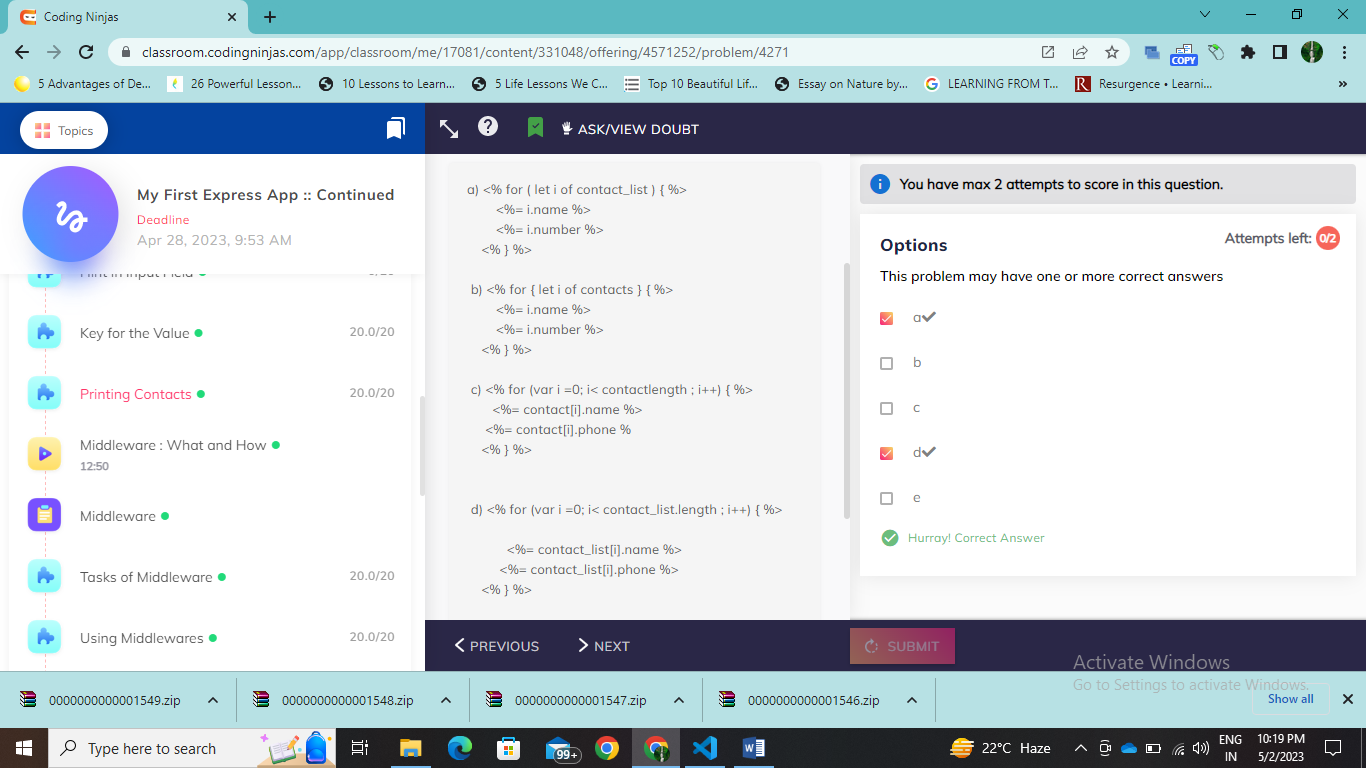 Coding Ninjas
classroom.codingninjas.com/app/classroom/me/17081/content/331048/offering/4571252/problem/4271
COPY
5 Advantages of De...
26 Powerful Lesson...
10 Lessons to Learn...
5 Life Lessons We C...
Top 10 Beautiful Lif...
Essay on Nature by...
LEARNING FROM T...
Resurgence • Learni...
»
Topics
ASK/VIEW DOUBT
My First Express App :: Continued
Deadline
Apr 28, 2023, 9:53 AM
Key for the Value
20.0/20
Printing Contacts
20.0/20
Middleware : What and How
12:50
Middleware
Tasks of Middleware
20.0/20
Using Middlewares
20.0/20
a) <% for ( let i of contact_list ) { %>
<%= i.name %>
<%= i.number %>
<% } %>
b) <% for { let i of contacts } { %>
<%= i.name %>
<%= i.number %>
<% } %>
c) <% for (var i =0; i< contactlength ; i++) { %>
<%= contact[i].name %>
<%= contact[i].phone %
<% } %>
d) <% for (var i =0; i< contact_list.length ; i++) { %>
<%= contact_list[i].name %>
<%= contact_list[i].phone %>
<% } %>
PREVIOUS
NEXT
You have max 2 attempts to score in this question.
Options
Attempts left: 0/2
This problem may have one or more correct answers
a
b
c
d
e
Hurray! Correct Answer
SUBMIT
Activate Windows
Go to Settings to activate Windows.
0000000000001549.zip
0000000000001548.zip
0000000000001547.zip
0000000000001546.zip
Show all
Type here to search
99+
22°C Haze
ENG
IN
10:19 PM
5/2/2023